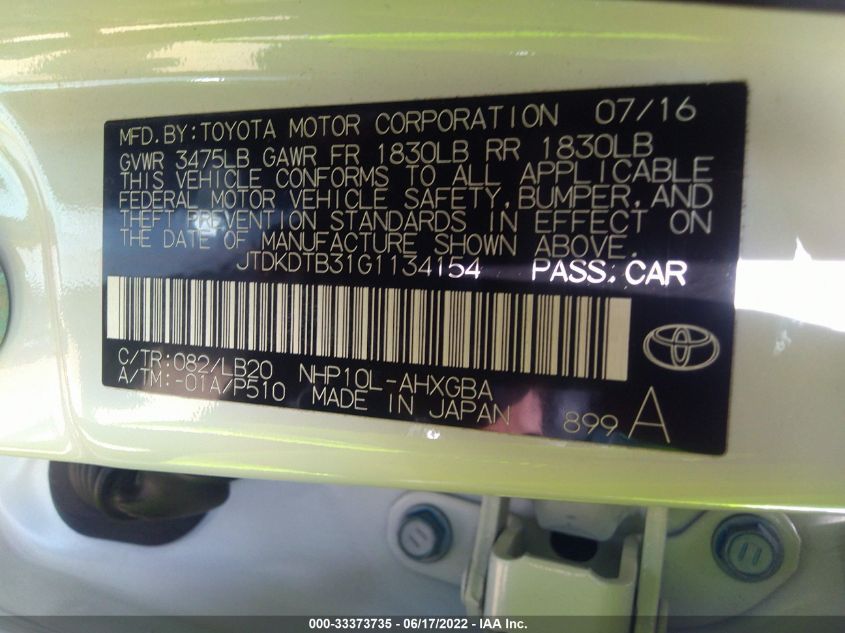 MFD. BY: TOYOTA MOTOR CORPORATION 07/16
GVWR 3475LB GAWR FR 1830LB RR 1830LB
THIS VEHICLE CONFORMS TO ALL APPLICABLE
FEDERAL MOTOR VEHICLE SAFETY, BUMPER, AND
THEFT PREVENTION STANDARDS IN EFFECT ON
THE DATE OF MANUFACTURE SHOWN ABOVE.
JTDKDTB31G1134154 PASS. CAR
C/TR: 082/LB20 NHP10L-AHXGBA
A/TM: -01A/P510 MADE IN JAPAN
899 A
000-33373735 - 06/17/2022 - IAA Inc.